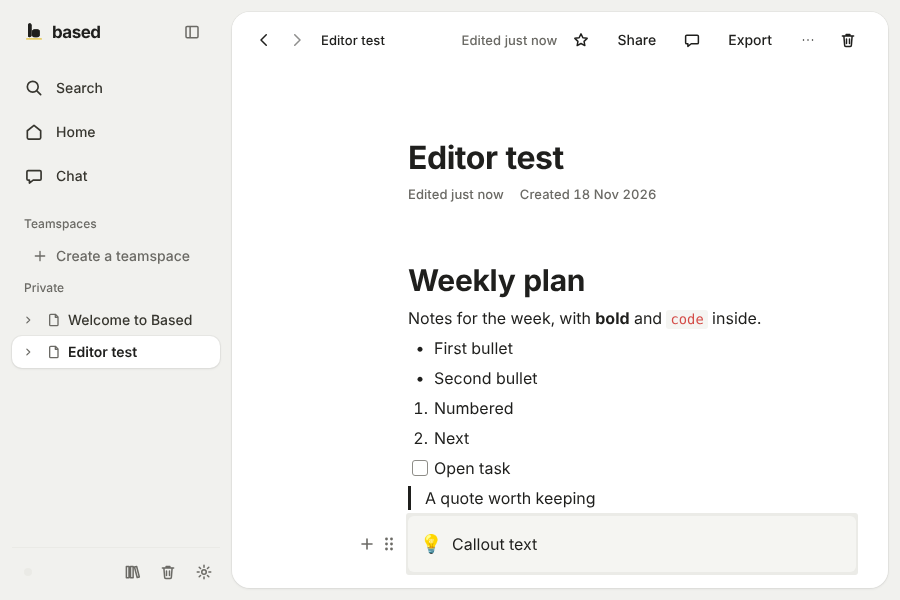 based
Search
Home
Chat
Teamspaces
Create a teamspace
Private
Welcome to Based
Editor test
Editor test
Edited just now
Share
Export
Editor test
Edited just now Created 18 Nov 2026
Weekly plan
Notes for the week, with bold and code inside.
• First bullet
• Second bullet
1. Numbered
2. Next
Open task
A quote worth keeping
Callout text